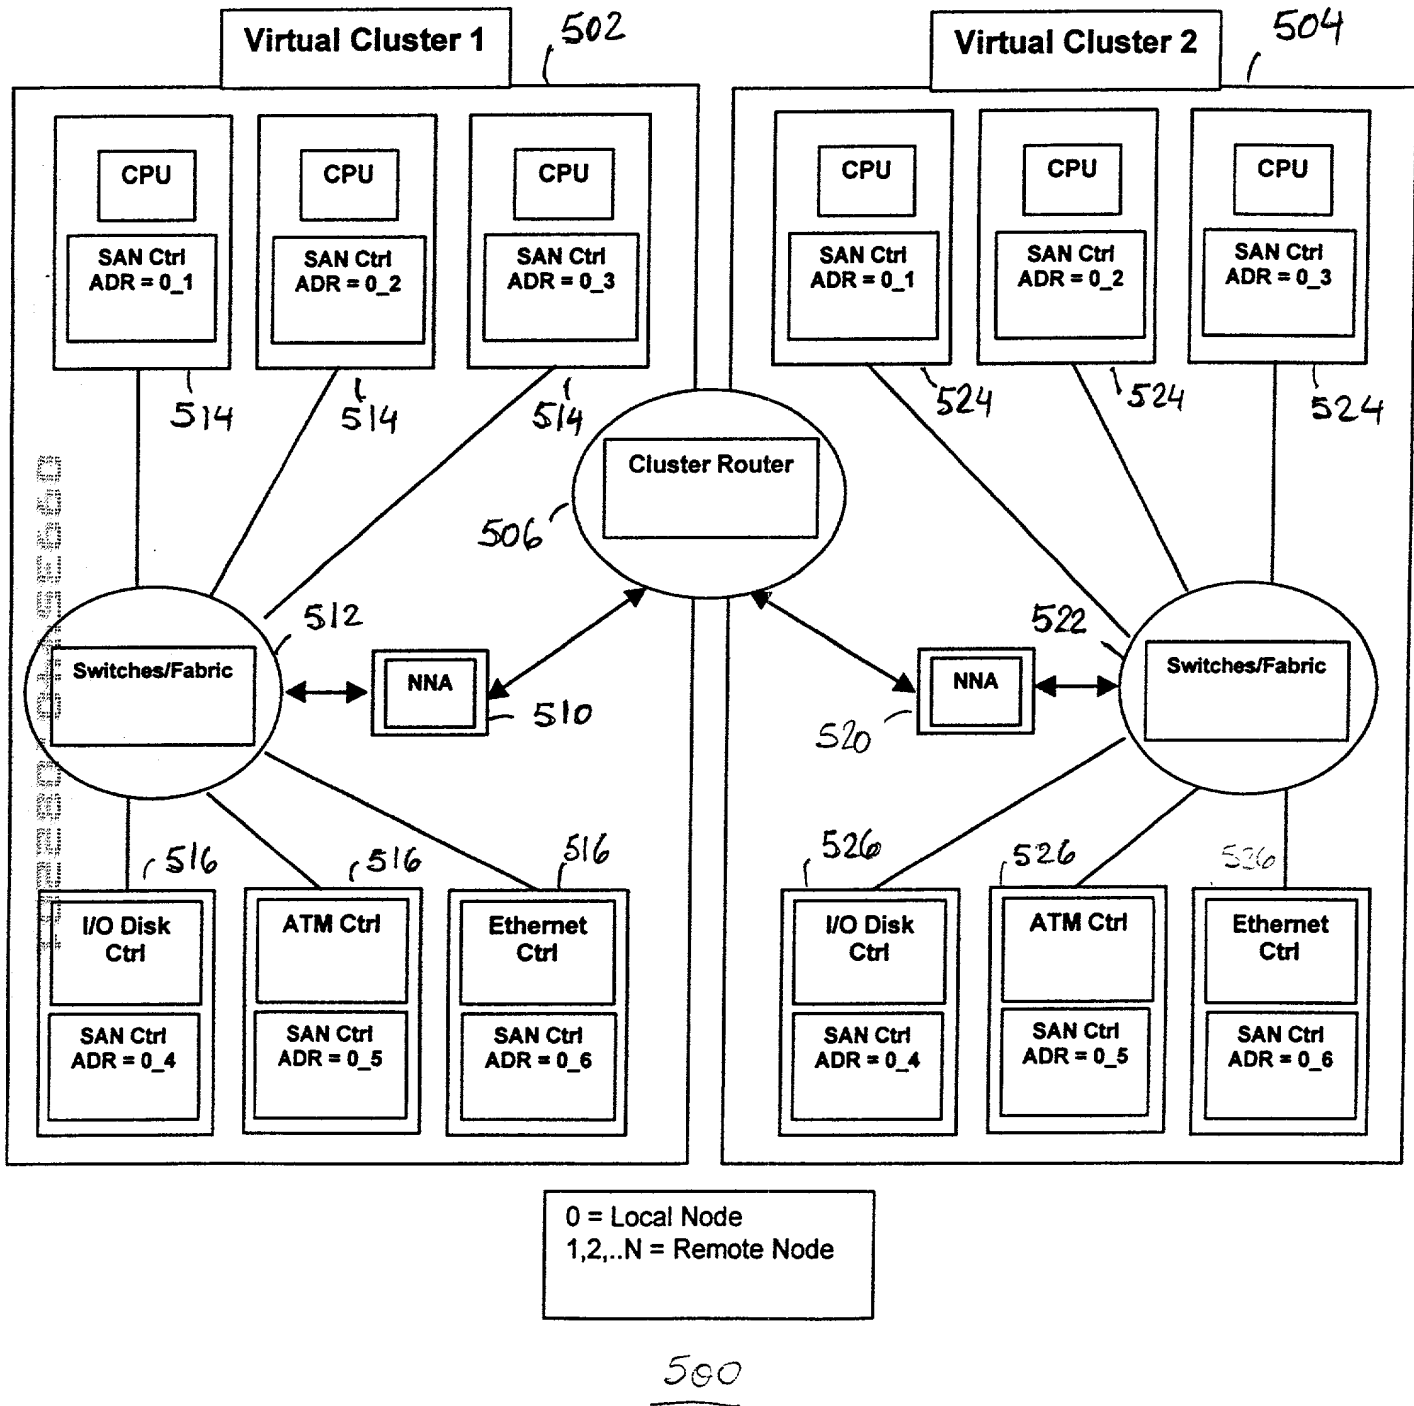 Virtual Cluster 1
502
Virtual Cluster 2
504
CPU
CPU
CPU
CPU
CPU
CPU
SAN Ctrl
ADR = 0_1
SAN Ctrl
ADR = 0_2
SAN Ctrl
ADR = 0_3
SAN Ctrl
ADR = 0_1
SAN Ctrl
ADR = 0_2
SAN Ctrl
ADR = 0_3
514
514
514
524
524
524
Cluster Router
506
512
522
Switches/Fabric
NNA
510
NNA
520
Switches/Fabric
516
516
516
526
526
526
I/O Disk
Ctrl
ATM Ctrl
Ethernet
Ctrl
I/O Disk
Ctrl
ATM Ctrl
Ethernet
Ctrl
SAN Ctrl
ADR = 0_4
SAN Ctrl
ADR = 0_5
SAN Ctrl
ADR = 0_6
SAN Ctrl
ADR = 0_4
SAN Ctrl
ADR = 0_5
SAN Ctrl
ADR = 0_6
0 = Local Node
1,2,..N = Remote Node
500